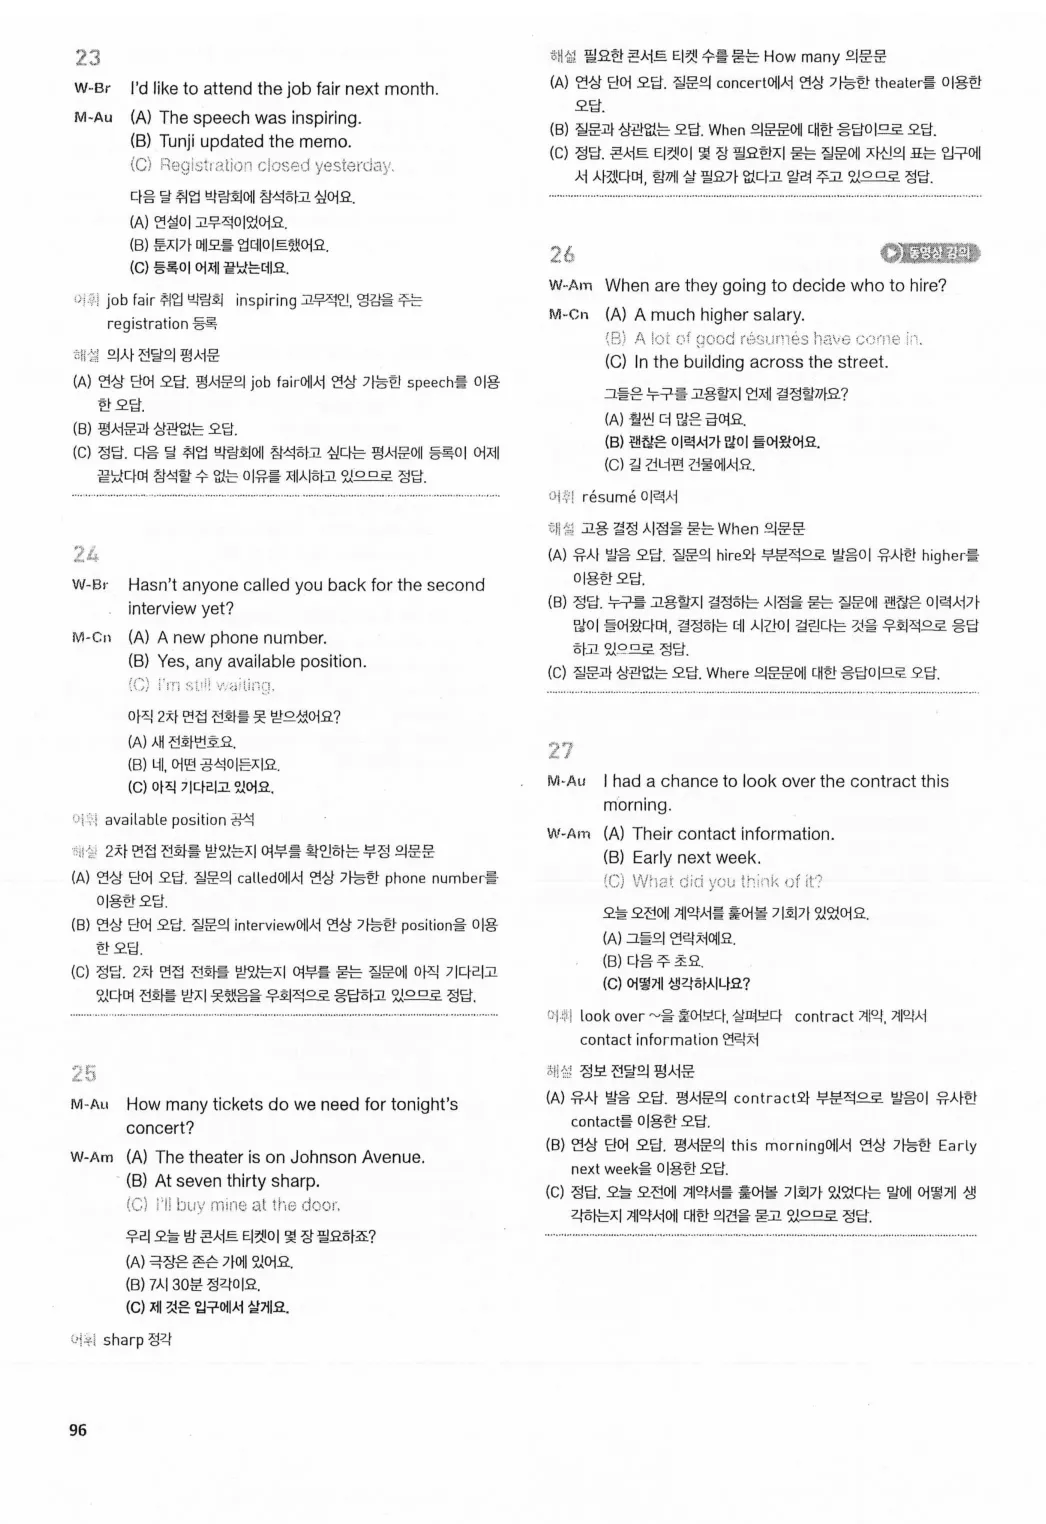 23
W-Br I'd like to attend the job fair next month.
M-Au (A) The speech was inspiring.
(B) Tunji updated the memo.
(C) Registration closed yesterday.
다음 달 취업 박람회에 참석하고 싶어요.
(A) 연설이 고무적이었어요.
(B) 툰지가 메모를 업데이트했어요.
(C) 등록이 어제 끝났는데요.
어휘 job fair 취업 박람회 inspiring 고무적인, 영감을 주는
registration 등록
해설 의사 전달의 평서문
(A) 연상 단어 오답. 평서문의 job fair에서 연상 가능한 speech를 이용
한 오답.
(B) 평서문과 상관없는 오답.
(C) 정답. 다음 달 취업 박람회에 참석하고 싶다는 평서문에 등록이 어제
끝났다며 참석할 수 없는 이유를 제시하고 있으므로 정답.
24
W-Br Hasn't anyone called you back for the second
interview yet?
M-Cn (A) A new phone number.
(B) Yes, any available position.
(C) I'm still waiting.
아직 2차 면접 전화를 못 받으셨어요?
(A) 새 전화번호요.
(B) 네, 어떤 공석이든지요.
(C) 아직 기다리고 있어요.
어휘 available position 공석
해설 2차 면접 전화를 받았는지 여부를 확인하는 부정 의문문
(A) 연상 단어 오답. 질문의 called에서 연상 가능한 phone number를
이용한 오답.
(B) 연상 단어 오답. 질문의 interview에서 연상 가능한 position을 이용
한 오답.
(C) 정답. 2차 면접 전화를 받았는지 여부를 묻는 질문에 아직 기다리고
있다며 전화를 받지 못했음을 우회적으로 응답하고 있으므로 정답.
25
M-Au How many tickets do we need for tonight's
concert?
W-Am (A) The theater is on Johnson Avenue.
(B) At seven thirty sharp.
(C) I'll buy mine at the door.
우리 오늘 밤 콘서트 티켓이 몇 장 필요하죠?
(A) 극장은 존슨 가에 있어요.
(B) 7시 30분 정각이요.
(C) 제 것은 입구에서 살게요.
어휘 sharp 정각
해설 필요한 콘서트 티켓 수를 묻는 How many 의문문
(A) 연상 단어 오답. 질문의 concert에서 연상 가능한 theater를 이용한
오답.
(B) 질문과 상관없는 오답. When 의문문에 대한 응답이므로 오답.
(C) 정답. 콘서트 티켓이 몇 장 필요한지 묻는 질문에 자신의 표는 입구에
서 사겠다며, 함께 살 필요가 없다고 알려 주고 있으므로 정답.
26 동영상 강의
W-Am When are they going to decide who to hire?
M-Cn (A) A much higher salary.
(B) A lot of good résumés have come in.
(C) In the building across the street.
그들은 누구를 고용할지 언제 결정할까요?
(A) 훨씬 더 많은 급여요.
(B) 괜찮은 이력서가 많이 들어왔어요.
(C) 길 건너편 건물에서요.
어휘 résumé 이력서
해설 고용 결정 시점을 묻는 When 의문문
(A) 유사 발음 오답. 질문의 hire와 부분적으로 발음이 유사한 higher를
이용한 오답.
(B) 정답. 누구를 고용할지 결정하는 시점을 묻는 질문에 괜찮은 이력서가
많이 들어왔다며, 결정하는 데 시간이 걸린다는 것을 우회적으로 응답
하고 있으므로 정답.
(C) 질문과 상관없는 오답. Where 의문문에 대한 응답이므로 오답.
27
M-Au I had a chance to look over the contract this
morning.
W-Am (A) Their contact information.
(B) Early next week.
(C) What did you think of it?
오늘 오전에 계약서를 훑어볼 기회가 있었어요.
(A) 그들의 연락처예요.
(B) 다음 주 초요.
(C) 어떻게 생각하시나요?
어휘 look over ~을 훑어보다, 살펴보다 contract 계약, 계약서
contact information 연락처
해설 정보 전달의 평서문
(A) 유사 발음 오답. 평서문의 contract와 부분적으로 발음이 유사한
contact를 이용한 오답.
(B) 연상 단어 오답. 평서문의 this morning에서 연상 가능한 Early
next week을 이용한 오답.
(C) 정답. 오늘 오전에 계약서를 훑어볼 기회가 있었다는 말에 어떻게 생
각하는지 계약서에 대한 의견을 묻고 있으므로 정답.
96